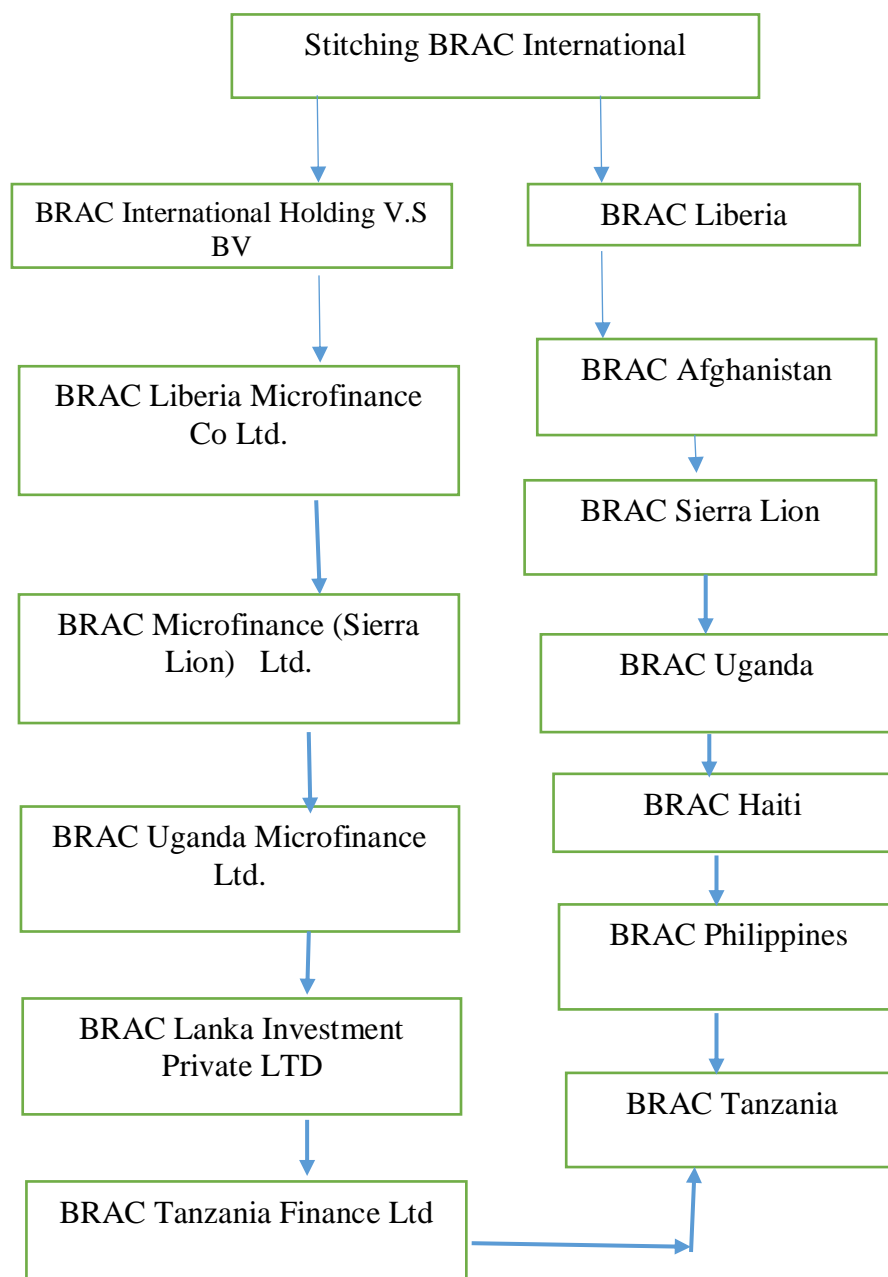 Stitching BRAC International
BRAC International Holding V.S
BV
BRAC Liberia Microfinance
Co Ltd.
BRAC Microfinance (Sierra
Lion) Ltd.
BRAC Uganda Microfinance
Ltd.
BRAC Lanka Investment
Private LTD
BRAC Tanzania Finance Ltd
BRAC Liberia
BRAC Afghanistan
BRAC Sierra Lion
BRAC Uganda
BRAC Haiti
BRAC Philippines
BRAC Tanzania